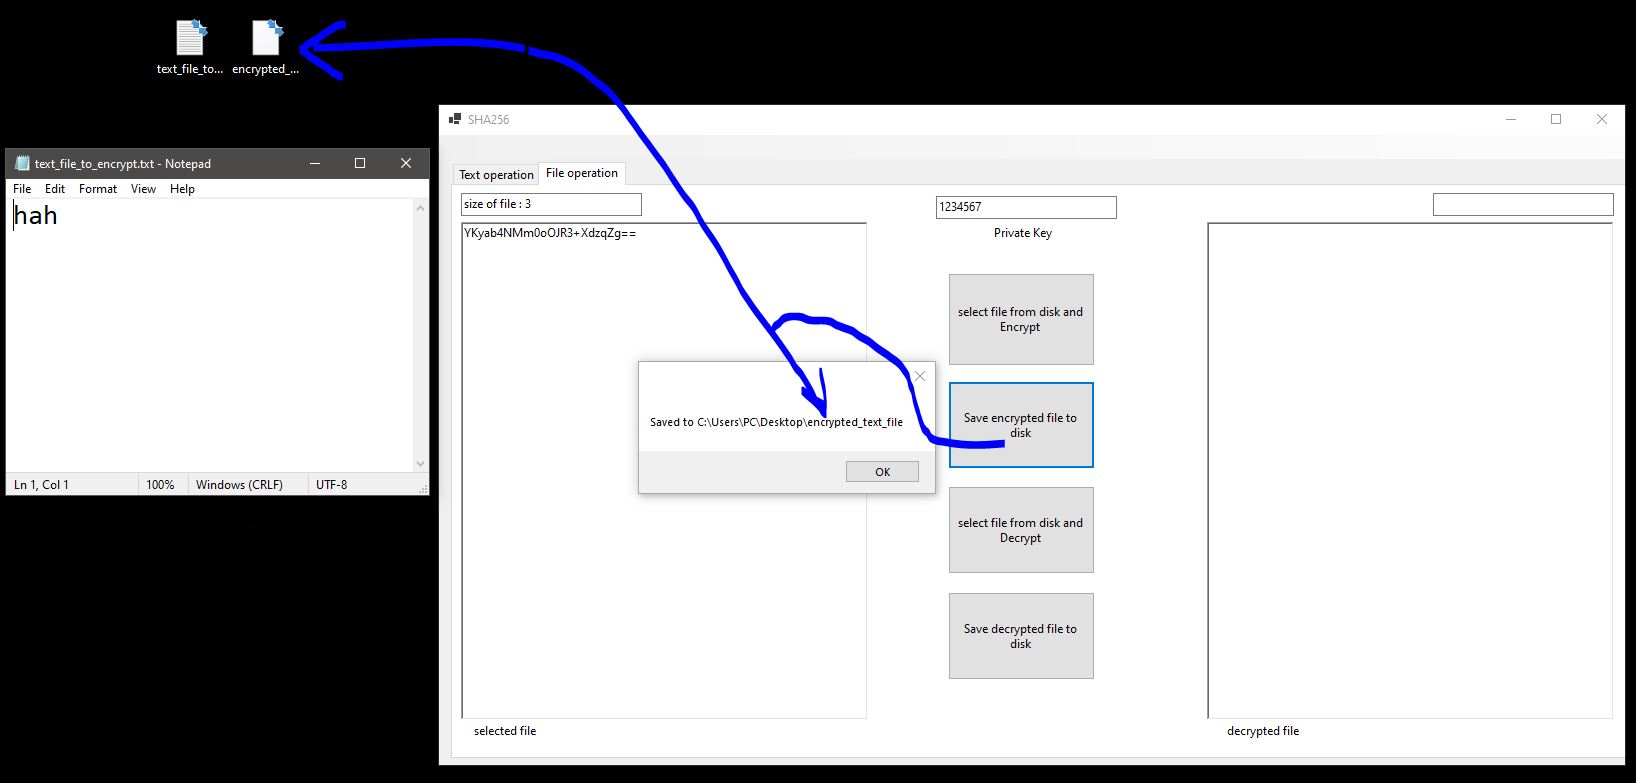 text_file_to...
encrypted_...
text_file_to_encrypt.txt - Notepad
File Edit Format View Help
hah
Ln 1, Col 1 100% Windows (CRLF) UTF-8
SHA256
Text operation File operation
size of file : 3
YKyab4NMm0oOJR3+XdzqZg==
selected file
1234567
Private Key
select file from disk and
Encrypt
Save encrypted file to
disk
select file from disk and
Decrypt
Save decrypted file to
disk
Saved to C:\Users\PC\Desktop\encrypted_text_file
OK
decrypted file